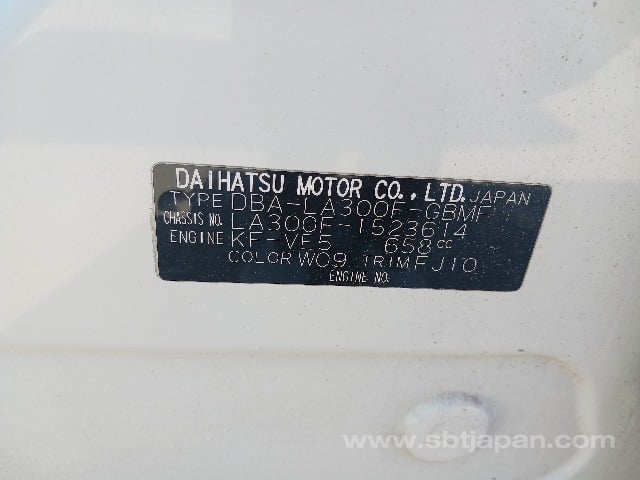 DAIHATSU MOTOR CO., LTD. JAPAN
TYPE DBA-LA300F-GBMF
CHASSIS NO. LA300F-1523614
ENGINE KF-VE5 658cc
COLOR W09 TRIM FJ10
ENGINE NO.
www.sbtjapan.com